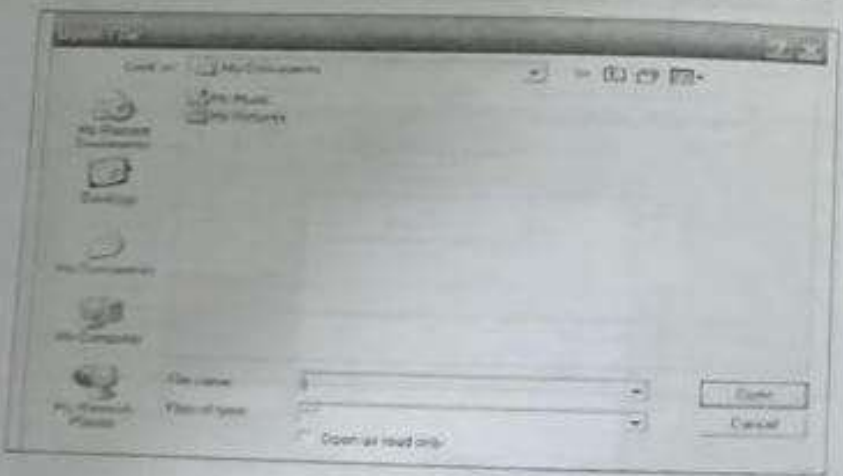 Look in: My Documents
My Music
My Pictures
My Recent
Documents
Desktop
My Documents
My Computer
My Network
Places
File name:
Files of type:
Open as read-only
Open
Cancel